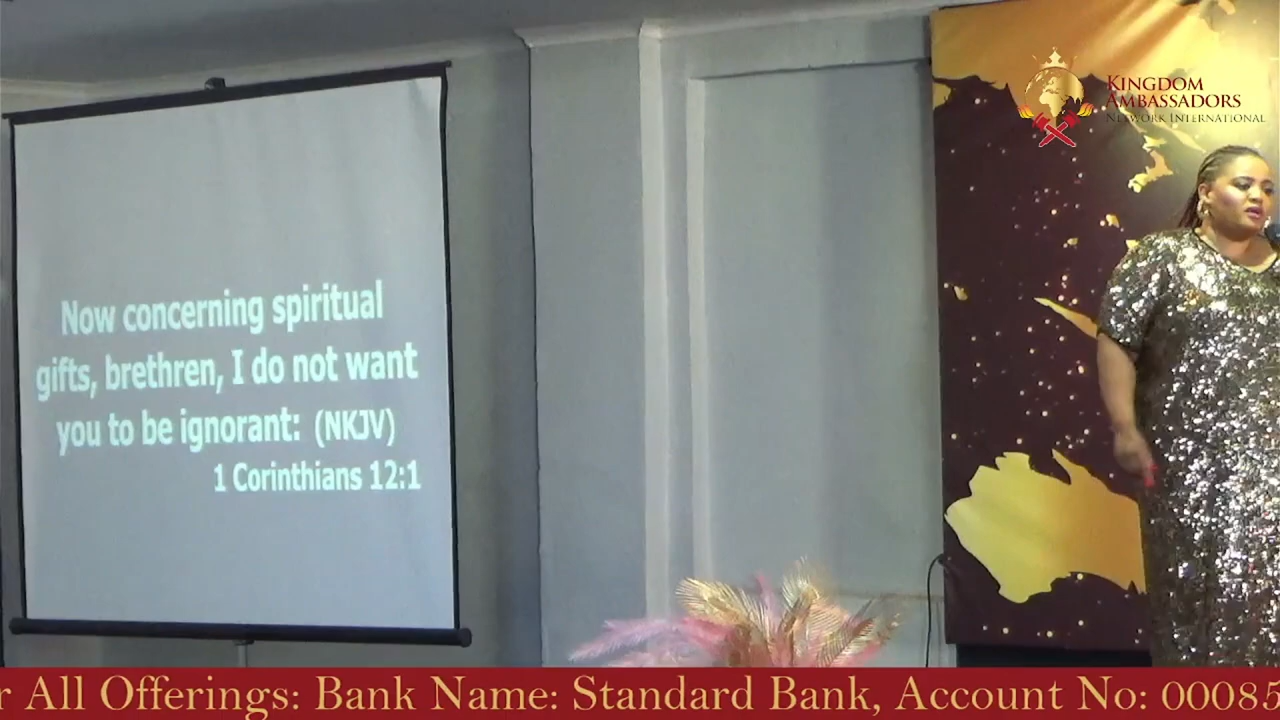 Now concerning spiritual
gifts, brethren, I do not want
you to be ignorant: (NKJV)
1 Corinthians 12:1
KINGDOM
AMBASSADORS
NETWORK INTERNATIONAL
r All Offerings: Bank Name: Standard Bank, Account No: 00085